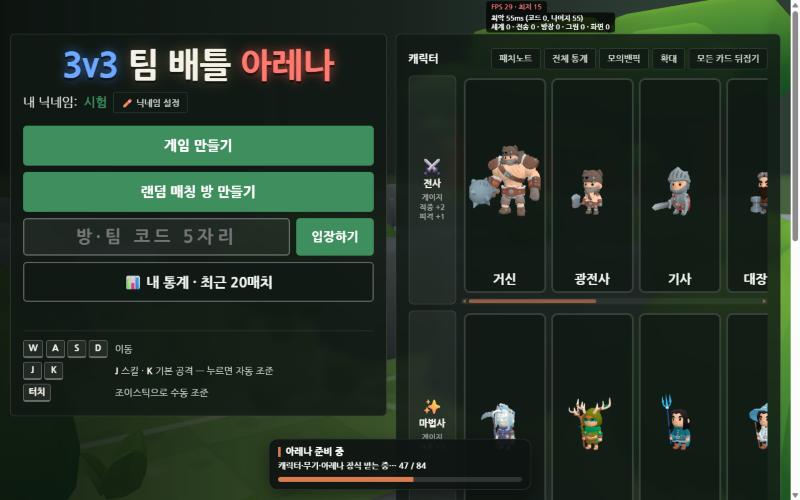 FPS 29 · 최저 15
최악 55ms (코드 0, 나머지 55)
세계 0 · 전송 0 · 방장 0 · 그림 0 · 화면 0
3v3 팀 배틀 아레나
내 닉네임: 시험 닉네임 설정
게임 만들기
랜덤 매칭 방 만들기
방·팀 코드 5자리 입장하기
내 통계 · 최근 20매치
W A S D 이동
J K J 스킬 · K 기본 공격 — 누르면 자동 조준
터치 조이스틱으로 수동 조준
캐릭터 패치노트 전체 통계 모의밴픽 확대 모든 카드 뒤집기
전사
게이지
적중 +2
피격 +1
거신 광전사 기사 대장
마법사
게이지
아레나 준비 중
캐릭터·무기·아레나 장식 받는 중… 47 / 84